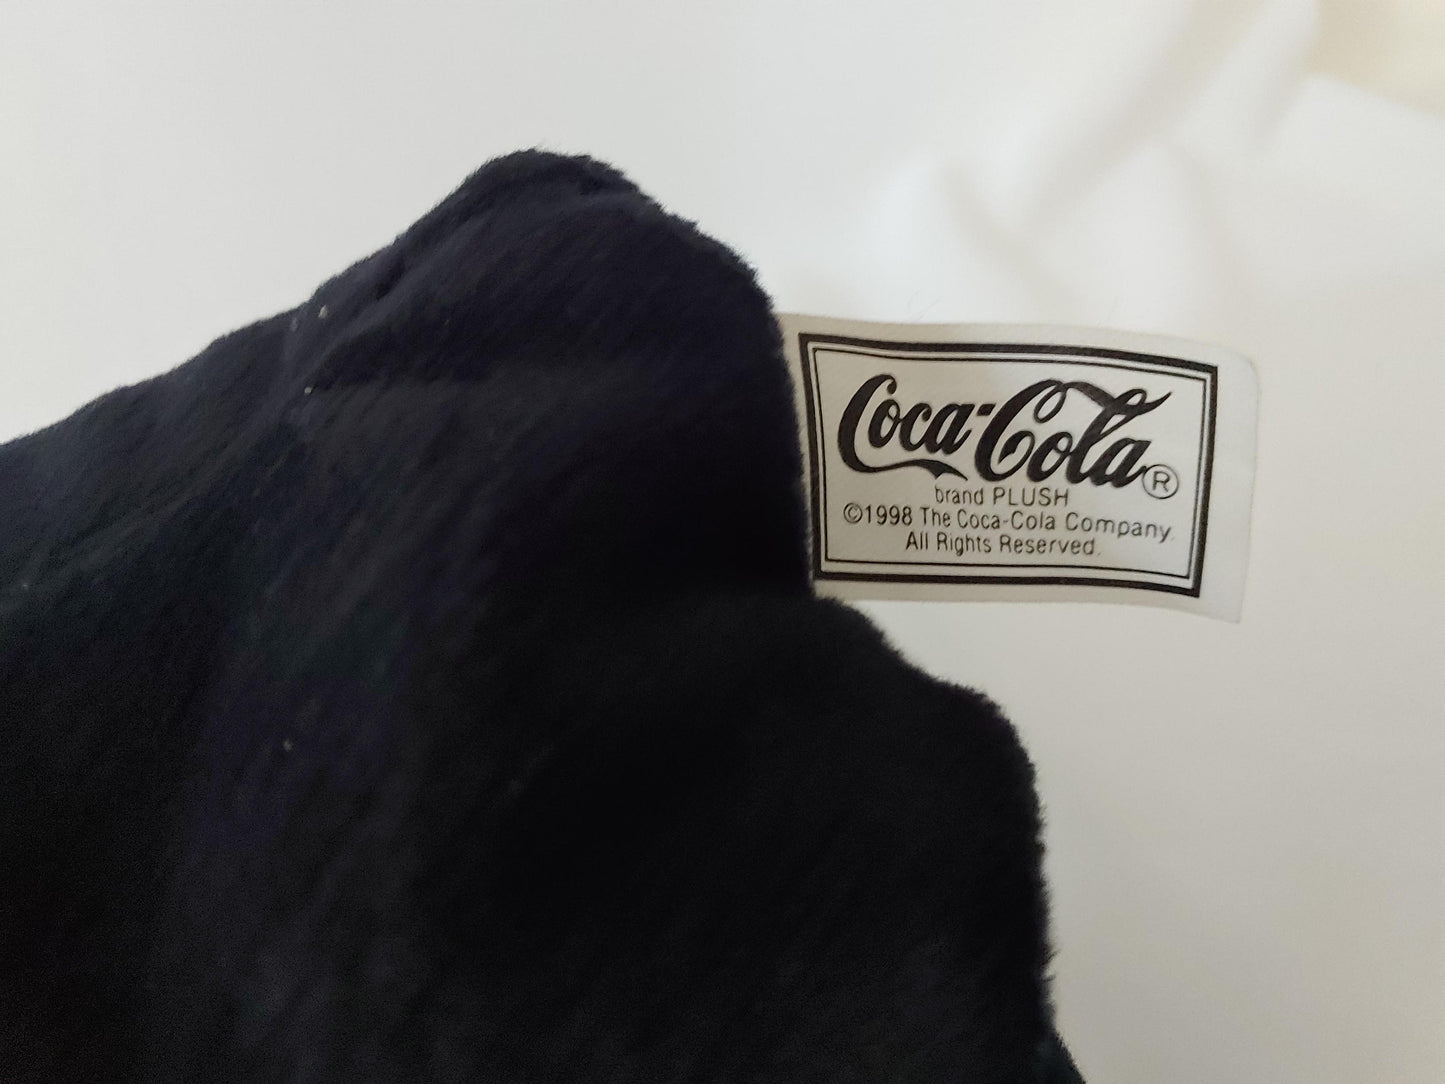 Coca-Cola®
brand PLUSH
©1998 The Coca-Cola Company.
All Rights Reserved.